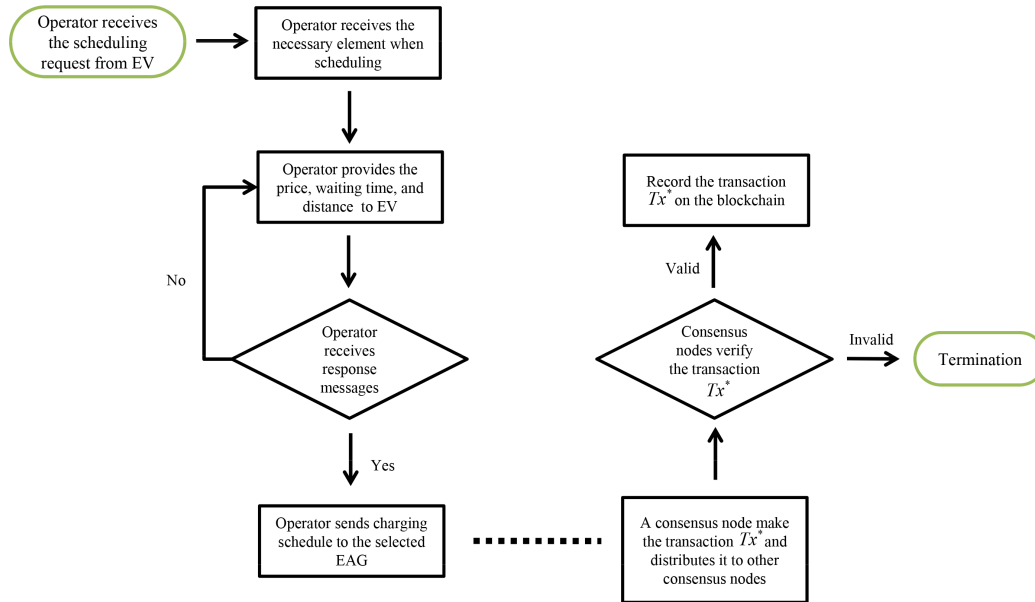 Operator receives
the scheduling
request from EV
Operator receives the
necessary element when
scheduling
Operator provides the
price, waiting time, and
distance to EV
No
Operator
receives
response
messages
Yes
Operator sends charging
schedule to the selected
EAG
A consensus node make
the transaction Tx* and
distributes it to other
consensus nodes
Consensus
nodes verify
the transaction
Tx*
Valid
Record the transaction
Tx* on the blockchain
Invalid
Termination